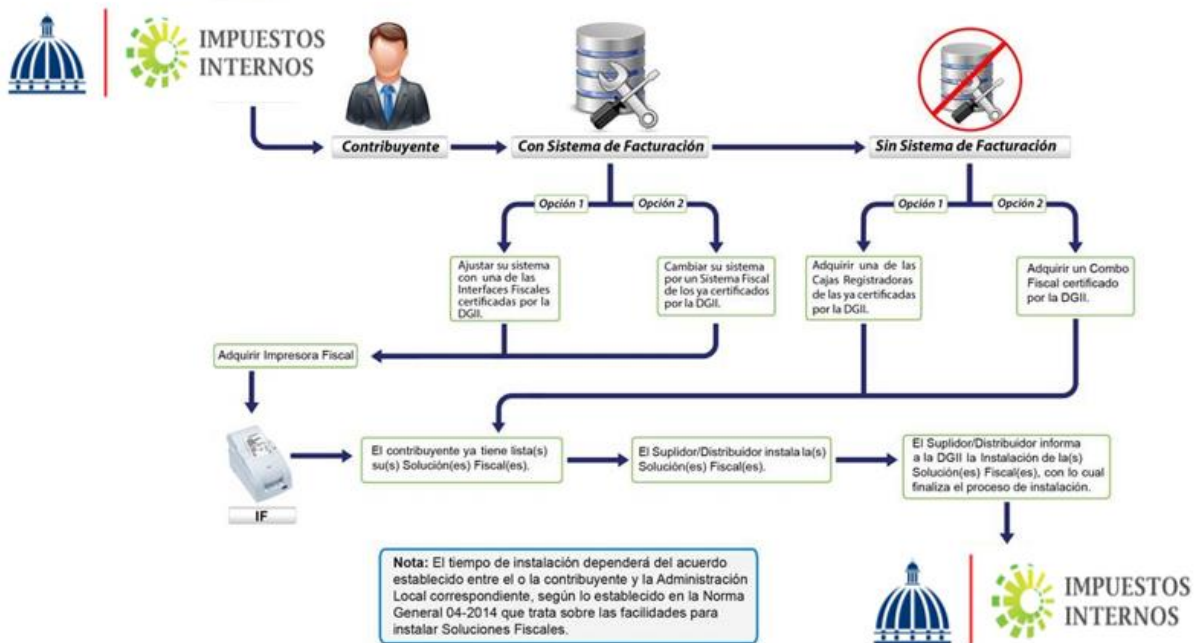 IMPUESTOS
INTERNOS
Contribuyente
Con Sistema de Facturación
Sin Sistema de Facturación
Opción 1
Opción 2
Opción 1
Opción 2
Ajustar su sistema
con una de las
Interfaces Fiscales
certificadas por la
DGII.
Cambiar su sistema
por un Sistema Fiscal
de los ya certificados
por la DGII.
Adquirir una de las
Cajas Registradoras
de las ya certificadas
por la DGII.
Adquirir un Combo
Fiscal certificado
por la DGII.
Adquirir Impresora Fiscal
IF
El contribuyente ya tiene lista(s)
su(s) Solución(es) Fiscal(es).
El Suplidor/Distribuidor instala la(s)
Solución(es) Fiscal(es).
El Suplidor/Distribuidor informa
a la DGII la Instalación de la(s)
Solución(es) Fiscal(es), con lo cual
finaliza el proceso de instalación.
Nota: El tiempo de instalación dependerá del acuerdo
establecido entre el o la contribuyente y la Administración
Local correspondiente, según lo establecido en la Norma
General 04-2014 que trata sobre las facilidades para
instalar Soluciones Fiscales.
IMPUESTOS
INTERNOS